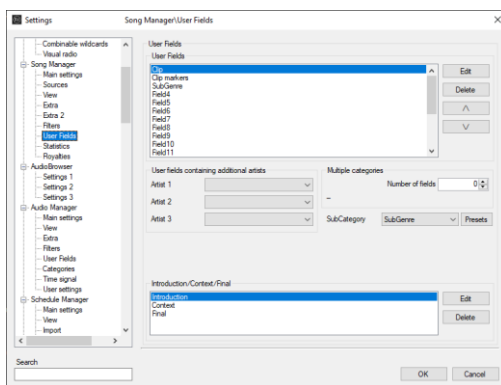 Settings
Song Manager\User Fields
Combinable wildcards
Visual radio
Song Manager
Main settings
Sources
View
Extra
Extra 2
Filters
User Fields
Statistics
Royalties
AudioBrowser
Settings 1
Settings 2
Settings 3
Audio Manager
Main settings
View
Extra
Filters
User Fields
Categories
Time signal
User settings
Schedule Manager
Main settings
View
Import
Search
User Fields
User Fields
Clip
Clip markers
SubGenre
Field4
Field5
Field6
Field7
Field8
Field9
Field10
Field11
Edit
Delete
User fields containing additional artists
Artist 1
Artist 2
Artist 3
Multiple categories
Number of fields 0
--
SubCategory SubGenre Presets
Introduction/Context/Final
Introduction
Context
Final
Edit
Delete
OK Cancel